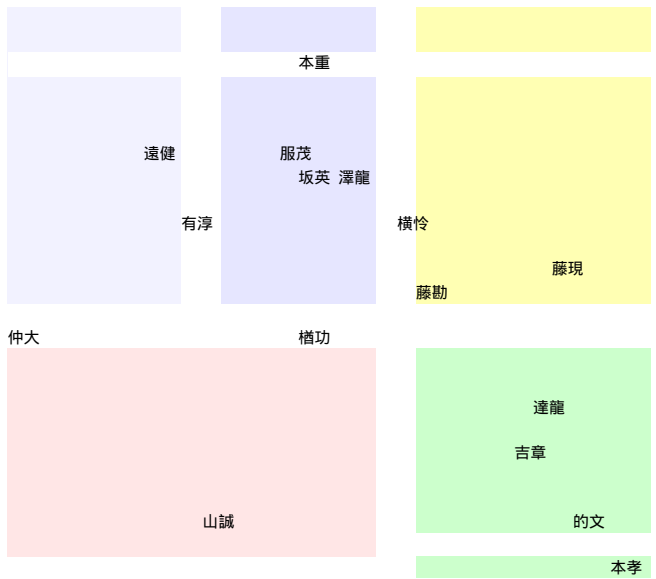 本重
遠健
服茂
坂英 澤龍
有淳
横怜
藤現
藤勘
仲大
楢功
達龍
吉章
山誠
的文
本孝